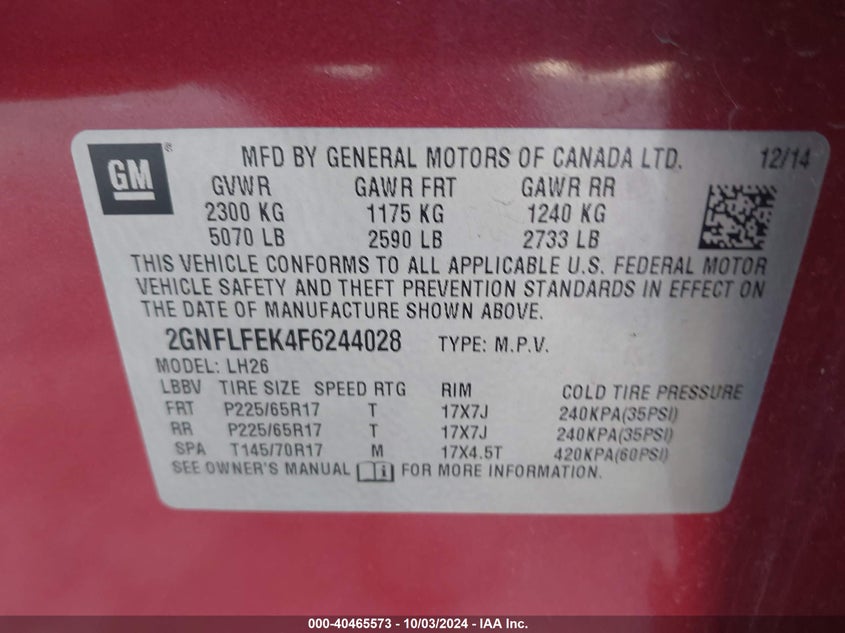 GM ® MFD BY GENERAL MOTORS OF CANADA LTD. 12/14
GVWR GAWR FRT GAWR RR
2300 KG 1175 KG 1240 KG
5070 LB 2590 LB 2733 LB
THIS VEHICLE CONFORMS TO ALL APPLICABLE U.S. FEDERAL MOTOR
VEHICLE SAFETY AND THEFT PREVENTION STANDARDS IN EFFECT ON
THE DATE OF MANUFACTURE SHOWN ABOVE.
2GNFLFEK4F6244028 TYPE: M.P.V.
MODEL: LH26
LBBV TIRE SIZE SPEED RTG RIM COLD TIRE PRESSURE
FRT P225/65R17 T 17X7J 240KPA(35PSI)
RR P225/65R17 T 17X7J 240KPA(35PSI)
SPA T145/70R17 M 17X4.5T 420KPA(60PSI)
SEE OWNER'S MANUAL i FOR MORE INFORMATION.
000-40465573 - 10/03/2024 - IAA Inc.